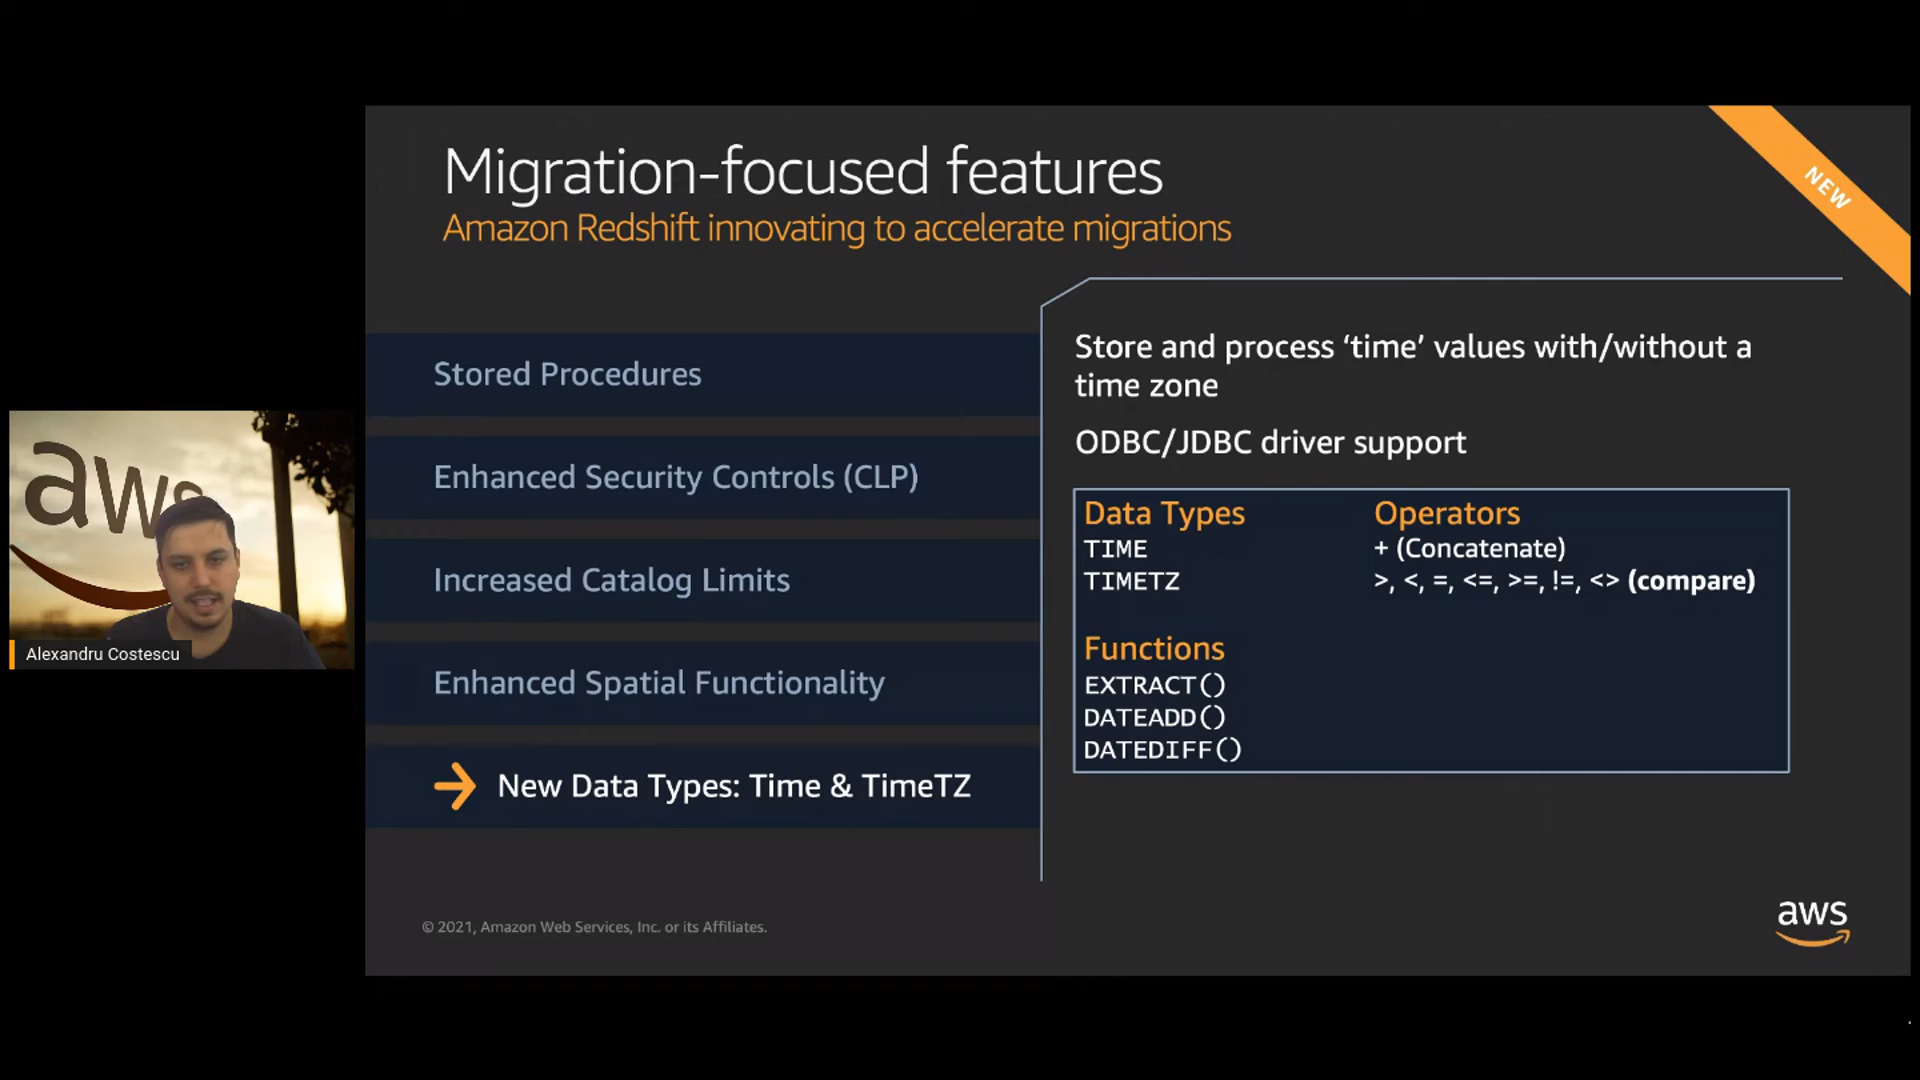 Migration-focused features
Amazon Redshift innovating to accelerate migrations
NEW
Stored Procedures
Enhanced Security Controls (CLP)
Increased Catalog Limits
Enhanced Spatial Functionality
New Data Types: Time & TimeTZ
Store and process ‘time’ values with/without a
time zone
ODBC/JDBC driver support
Data Types
TIME
TIMETZ
Operators
+ (Concatenate)
>, <, =, <=, >=, !=, <> (compare)
Functions
EXTRACT()
DATEADD()
DATEDIFF()
© 2021, Amazon Web Services, Inc. or its Affiliates.
aws
aws
Alexandru Costescu